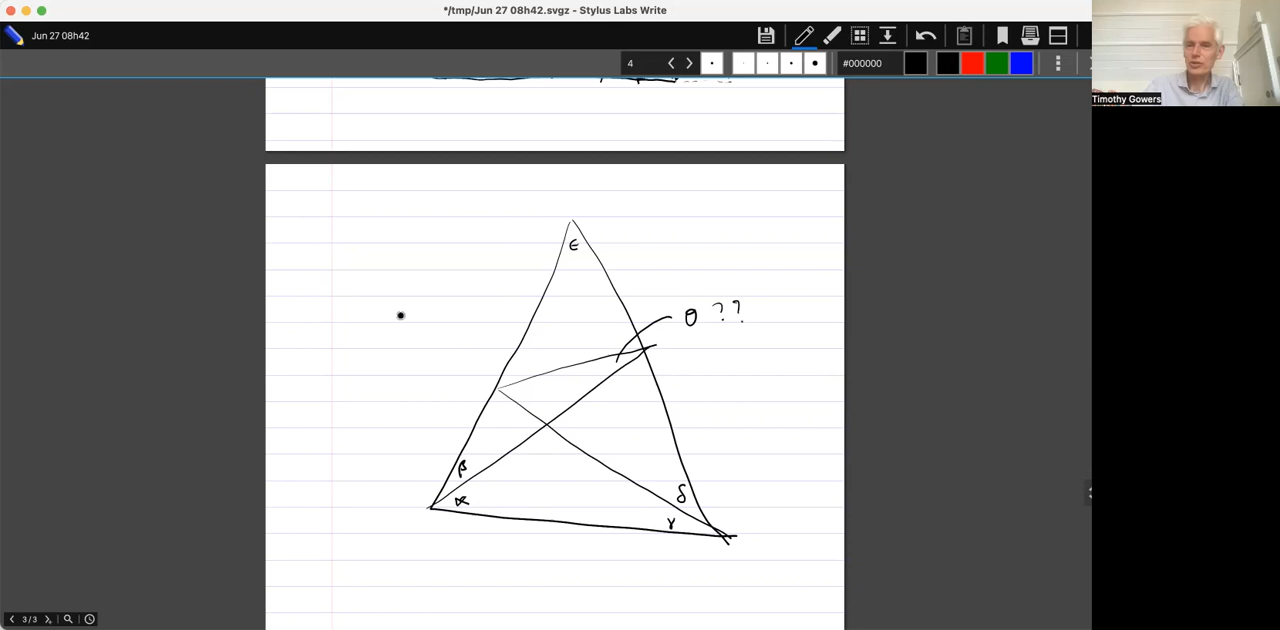 */tmp/Jun 27 08h42.svgz - Stylus Labs Write
Jun 27 08h42
4
#000000
Timothy Gowers
ϵ
θ ??
β
α
δ
γ
3/3